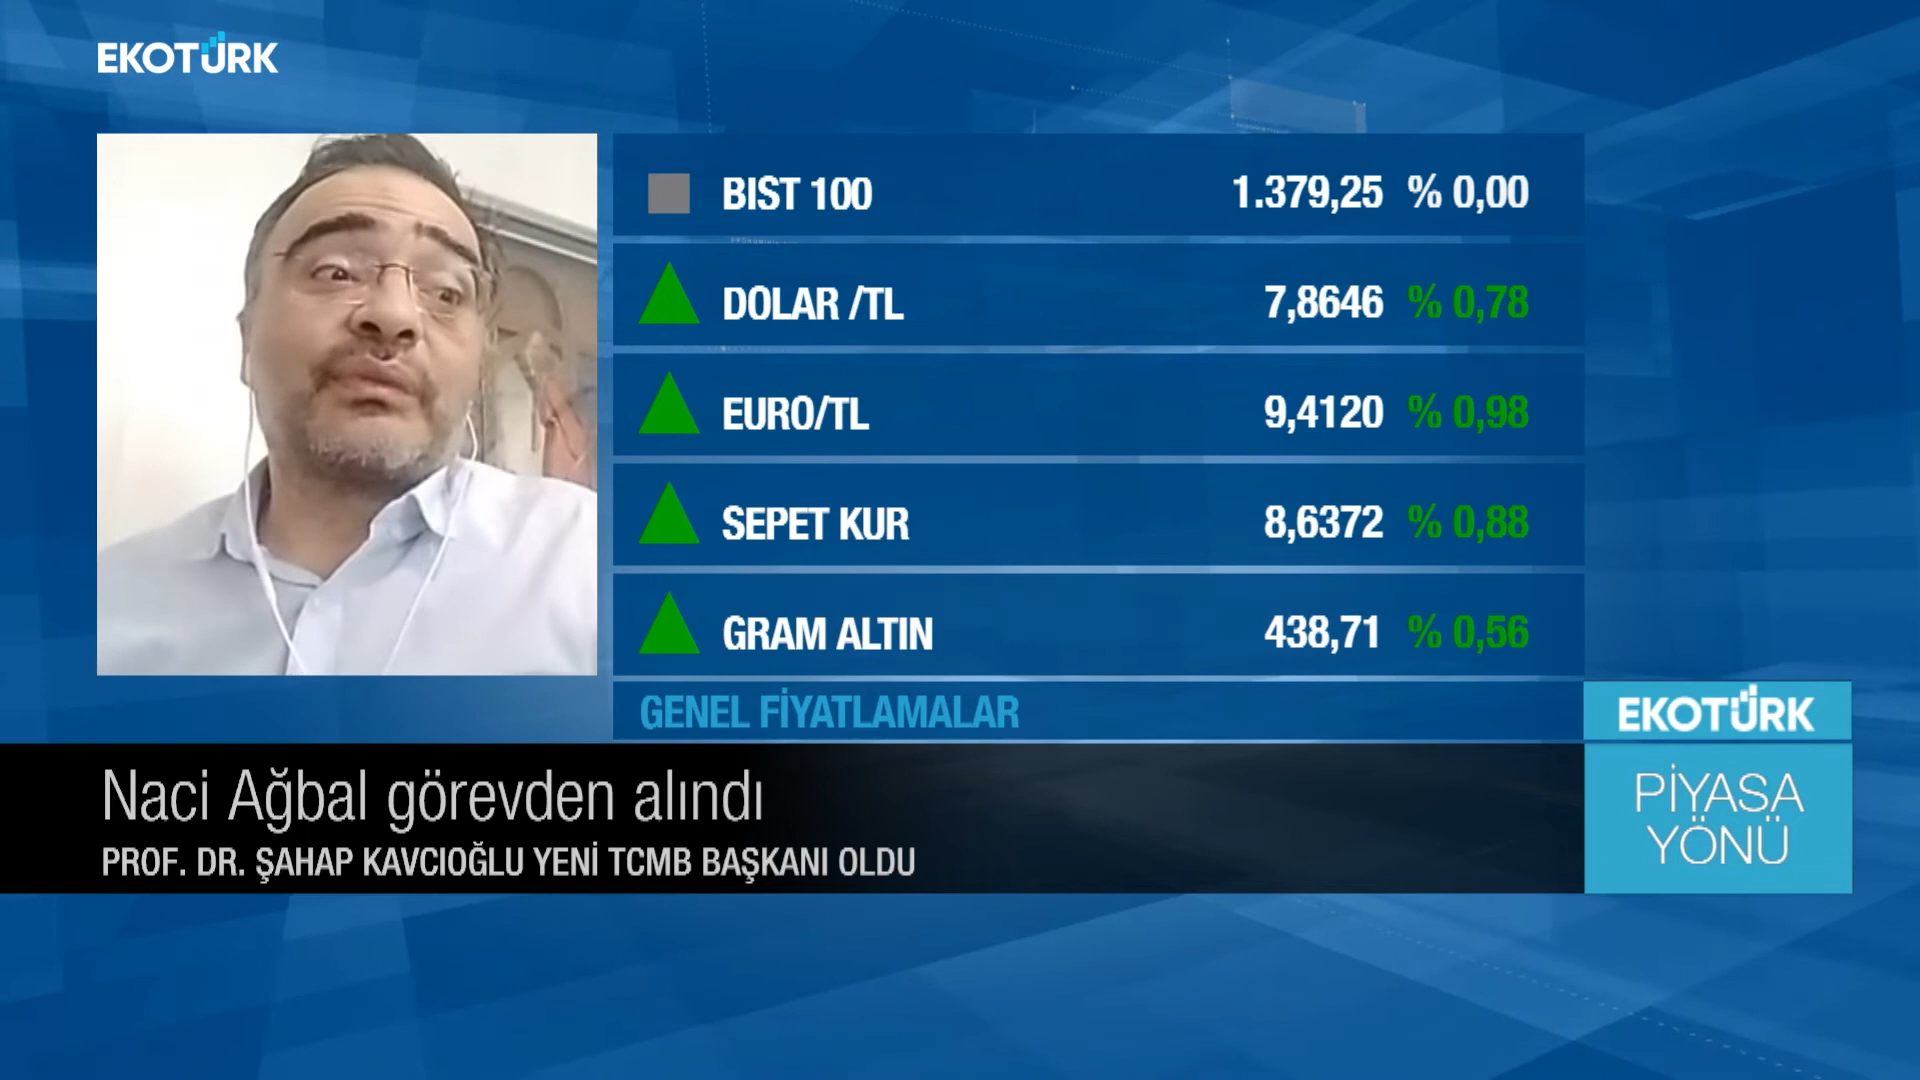 EKOTÜRK
BIST 100 1.379,25 % 0,00
DOLAR /TL 7,8646 % 0,78
EURO/TL 9,4120 % 0,98
SEPET KUR 8,6372 % 0,88
GRAM ALTIN 438,71 % 0,56
GENEL FİYATLAMALAR
EKOTÜRK
Naci Ağbal görevden alındı
PROF. DR. ŞAHAP KAVCIOĞLU YENİ TCMB BAŞKANI OLDU
PİYASA
YÖNÜ